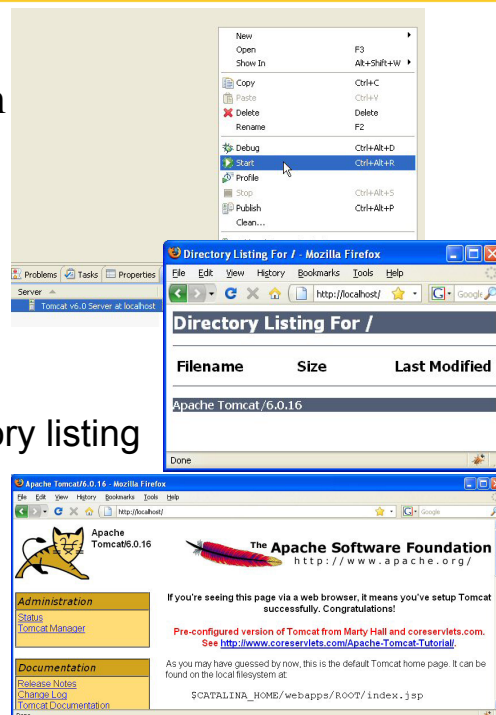 New
Open F3
Show In Alt+Shift+W
Copy Ctrl+C
Paste Ctrl+V
Delete Delete
Rename F2
Debug Ctrl+Alt+D
Start Ctrl+Alt+R
Profile
Stop Ctrl+Alt+S
Publish Ctrl+Alt+P
Clean...
Problems Tasks Properties
Server
Tomcat v6.0 Server at localhost
Directory Listing For / - Mozilla Firefox
File Edit View History Bookmarks Tools Help
http://localhost/ Google
Directory Listing For /
Filename Size Last Modified
Apache Tomcat/6.0.16
Done
ory listing
Apache Tomcat/6.0.16 - Mozilla Firefox
File Edit View History Bookmarks Tools Help
http://localhost/ Google
Apache
Tomcat/6.0.16
The Apache Software Foundation
http://www.apache.org/
Administration
Status
Tomcat Manager
Documentation
Release Notes
Change Log
Tomcat Documentation
If you're seeing this page via a web browser, it means you've setup Tomcat
successfully. Congratulations!
Pre-configured version of Tomcat from Marty Hall and coreservlets.com.
See http://www.coreservlets.com/Apache-Tomcat-Tutorial/.
As you may have guessed by now, this is the default Tomcat home page. It can be
found on the local filesystem at:
$CATALINA_HOME/webapps/ROOT/index.jsp
Done